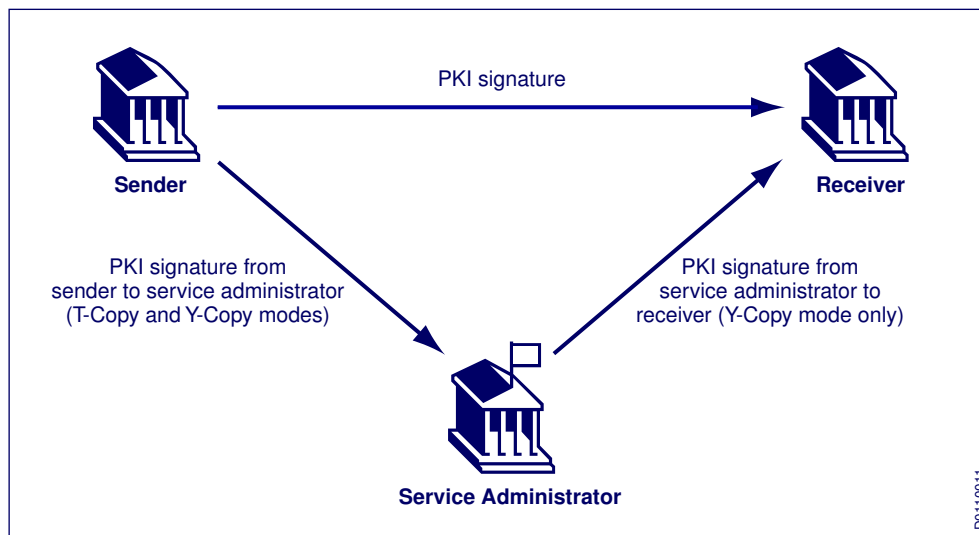 PKI signature
Sender
Receiver
PKI signature from
sender to service administrator
(T-Copy and Y-Copy modes)
PKI signature from
service administrator to
receiver (Y-Copy mode only)
Service Administrator